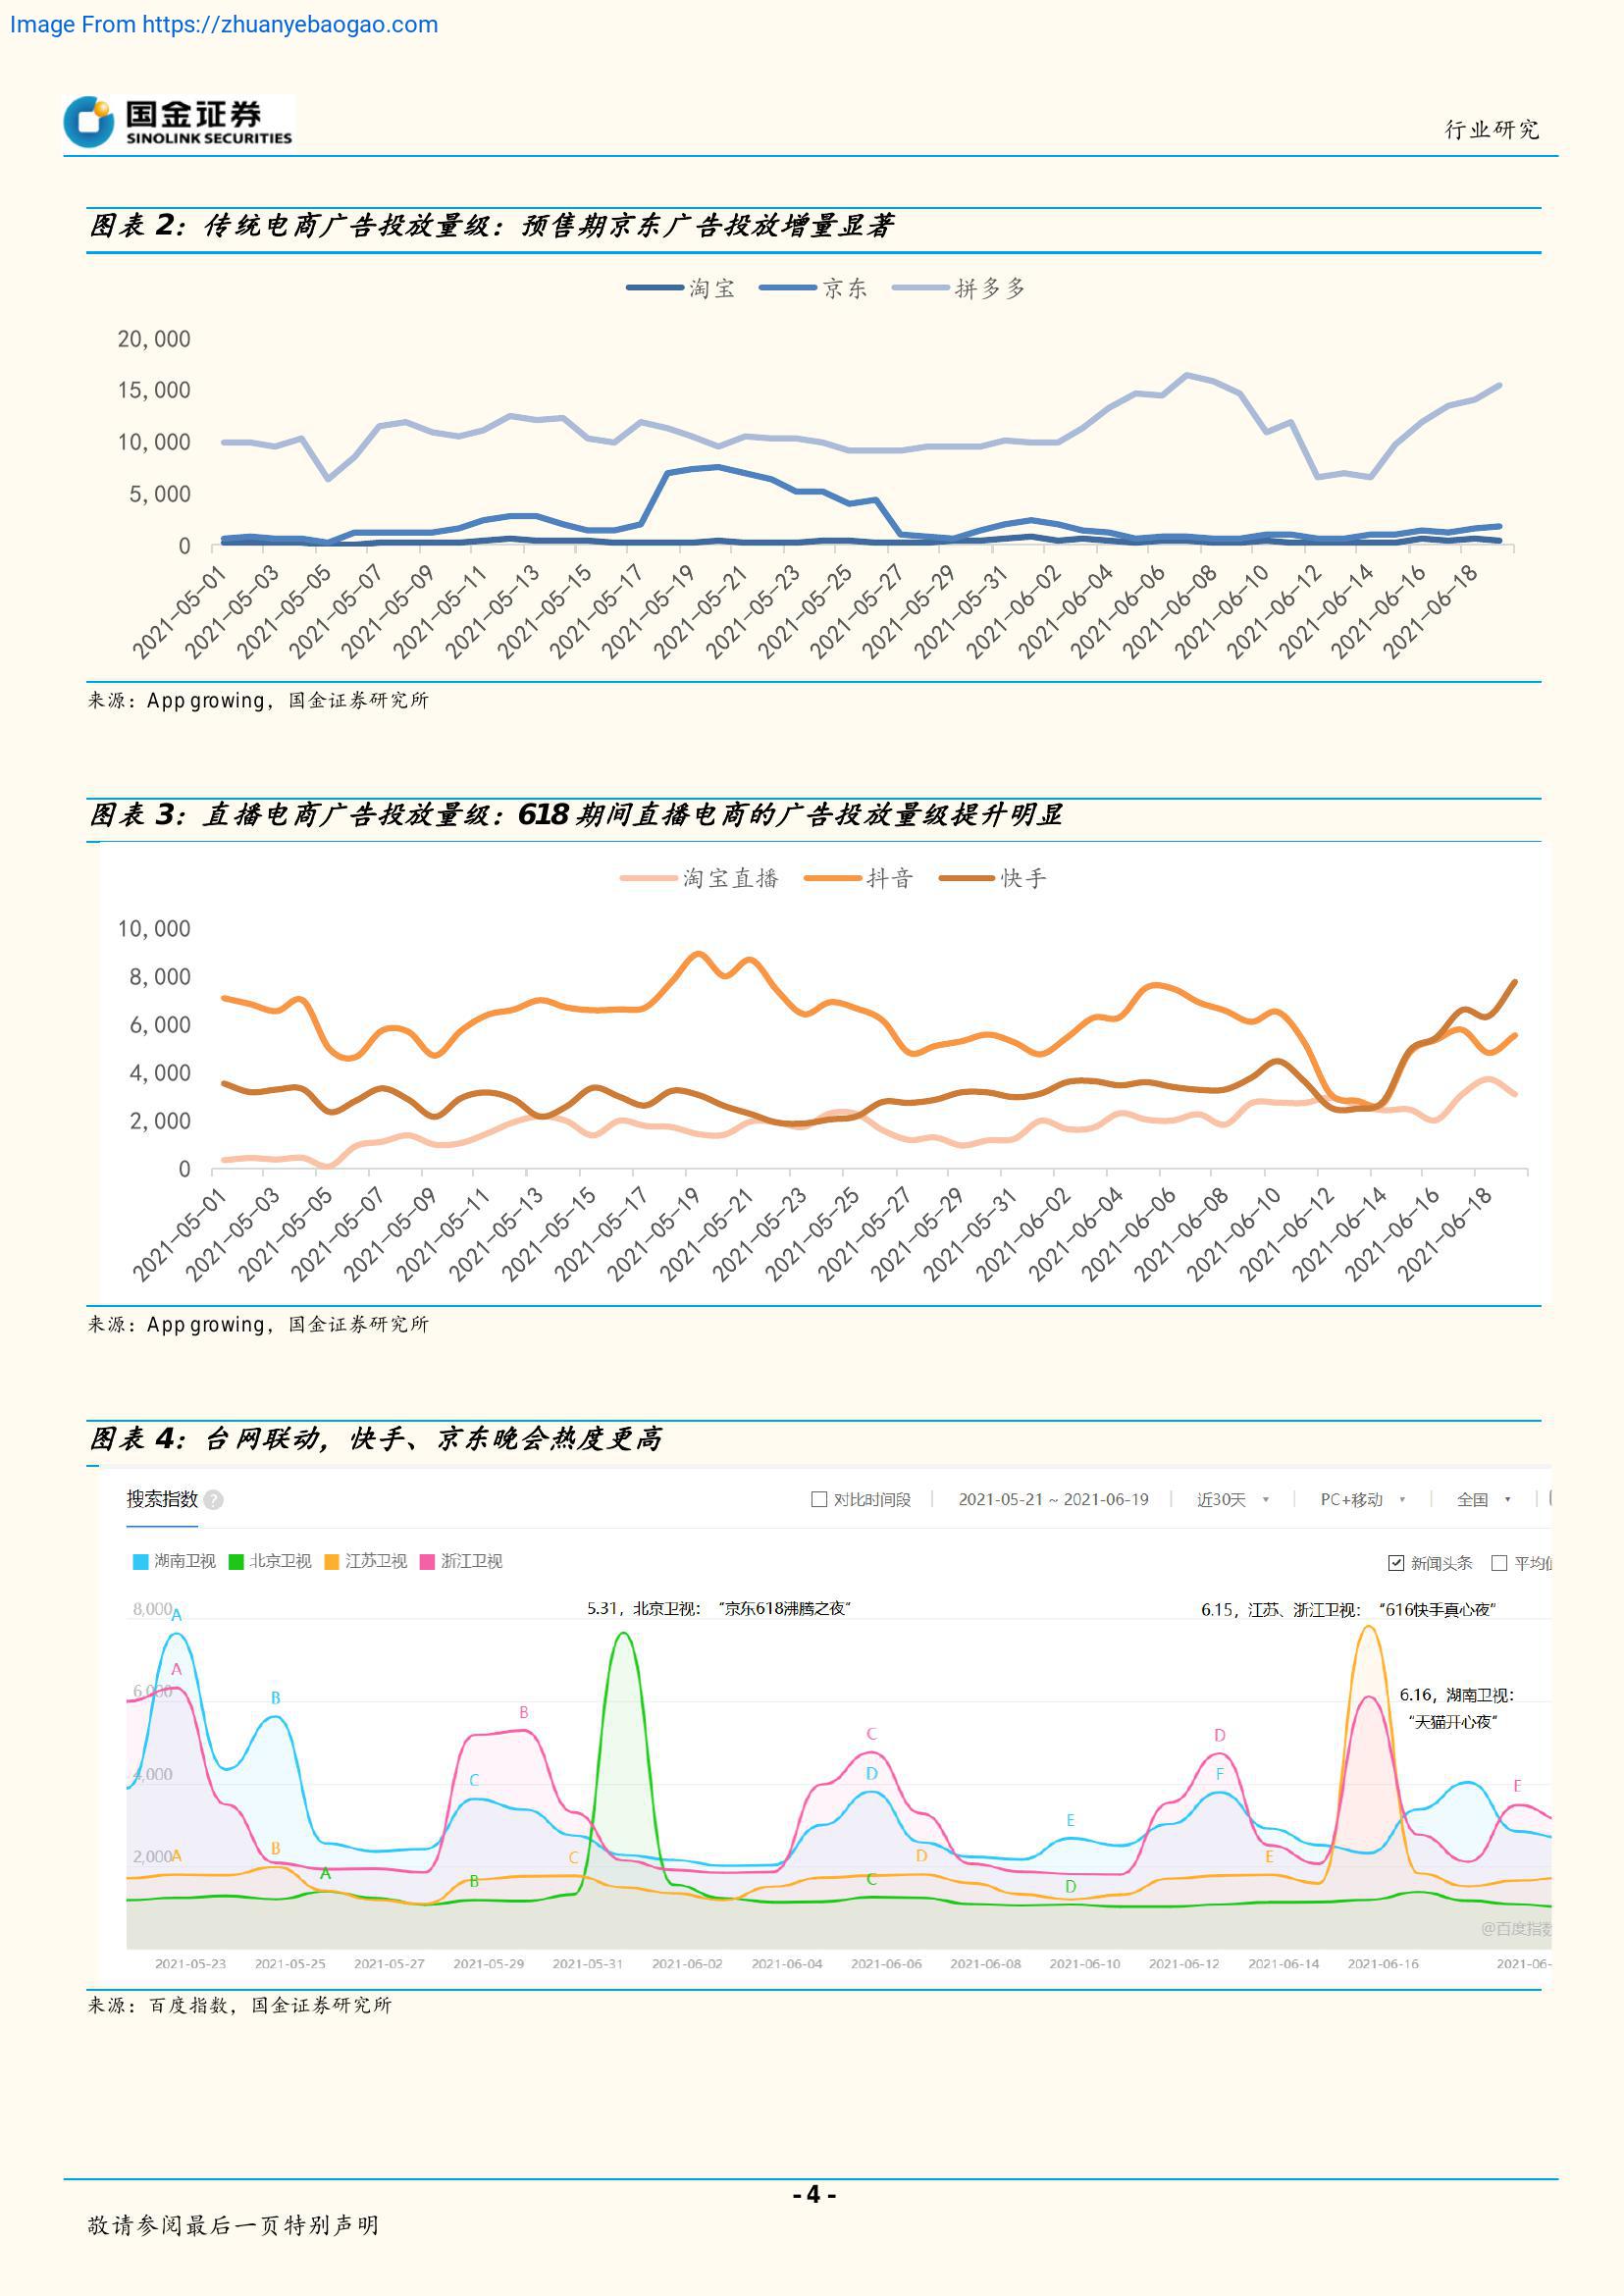 Image From https://zhuanyebaogao.com
国金证券
SINOLINK SECURITIES
行业研究
图表 2：传统电商广告投放量级：预售期京东广告投放增量显著
淘宝 京东 拼多多
20,000
15,000
10,000
5,000
0
2021-05-01 2021-05-03 2021-05-05 2021-05-07 2021-05-09 2021-05-11 2021-05-13 2021-05-15 2021-05-17 2021-05-19 2021-05-21 2021-05-23 2021-05-25 2021-05-27 2021-05-29 2021-05-31 2021-06-02 2021-06-04 2021-06-06 2021-06-08 2021-06-10 2021-06-12 2021-06-14 2021-06-16 2021-06-18
来源：App growing，国金证券研究所
图表 3：直播电商广告投放量级：618 期间直播电商的广告投放量级提升明显
淘宝直播 抖音 快手
10,000
8,000
6,000
4,000
2,000
0
2021-05-01 2021-05-03 2021-05-05 2021-05-07 2021-05-09 2021-05-11 2021-05-13 2021-05-15 2021-05-17 2021-05-19 2021-05-21 2021-05-23 2021-05-25 2021-05-27 2021-05-29 2021-05-31 2021-06-02 2021-06-04 2021-06-06 2021-06-08 2021-06-10 2021-06-12 2021-06-14 2021-06-16 2021-06-18
来源：App growing，国金证券研究所
图表 4：台网联动，快手、京东晚会热度更高
搜索指数 ? 对比时间段 2021-05-21 ~ 2021-06-19 近30天 PC+移动 全国
湖南卫视 北京卫视 江苏卫视 浙江卫视 新闻头条 平均
8,000 A 5.31，北京卫视：“京东618沸腾之夜” 6.15，江苏、浙江卫视：“616快手真心夜”
6,000 A B B 6.16，湖南卫视：
“天猫开心夜”
C D
4,000 C D F E
E
2,000 A B A B C C D D E
@百度指数
2021-05-23 2021-05-25 2021-05-27 2021-05-29 2021-05-31 2021-06-02 2021-06-04 2021-06-06 2021-06-08 2021-06-10 2021-06-12 2021-06-14 2021-06-16 2021-06-
来源：百度指数，国金证券研究所
- 4 -
敬请参阅最后一页特别声明